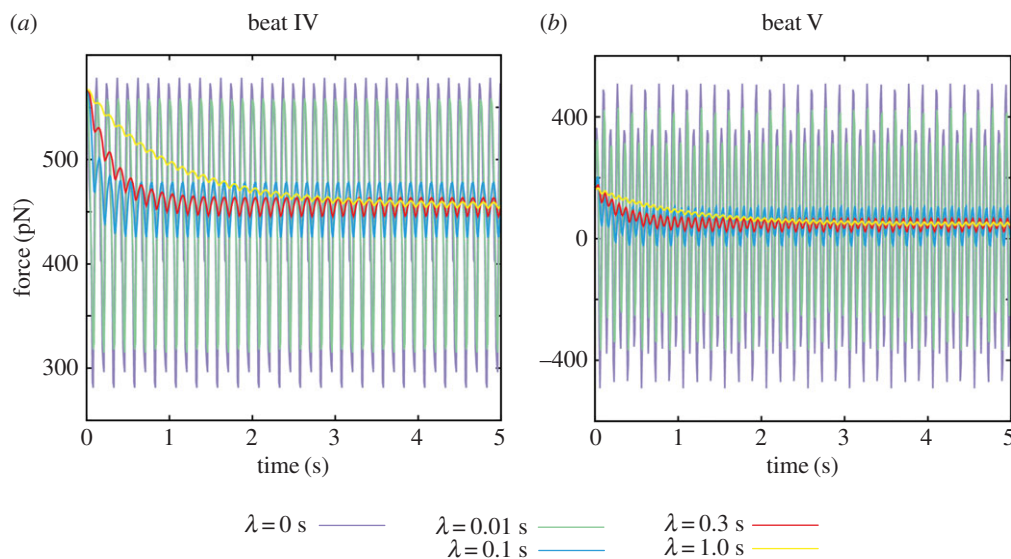 (a) beat IV
500
400
300
force (pN)
0 1 2 3 4 5
time (s)
(b) beat V
400
0
–400
0 1 2 3 4 5
time (s)
λ = 0 s
λ = 0.01 s
λ = 0.1 s
λ = 0.3 s
λ = 1.0 s